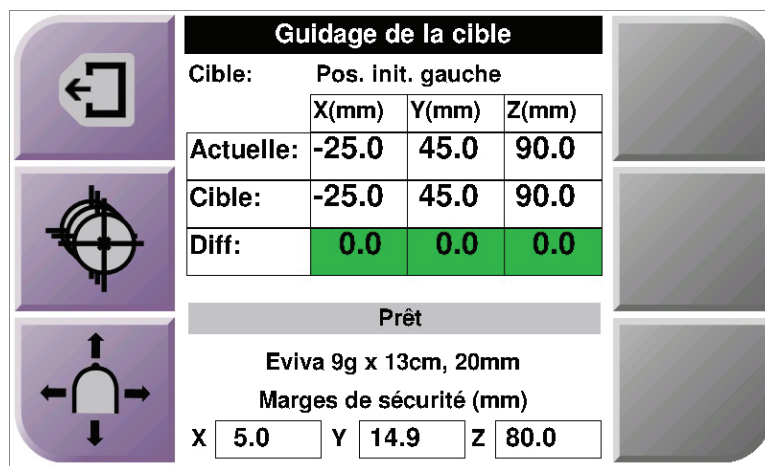 Guidage de la cible
Cible: Pos. init. gauche
X(mm) Y(mm) Z(mm)
Actuelle: -25.0 45.0 90.0
Cible: -25.0 45.0 90.0
Diff: 0.0 0.0 0.0
Prêt
Eviva 9g x 13cm, 20mm
Marges de sécurité (mm)
X 5.0 Y 14.9 Z 80.0